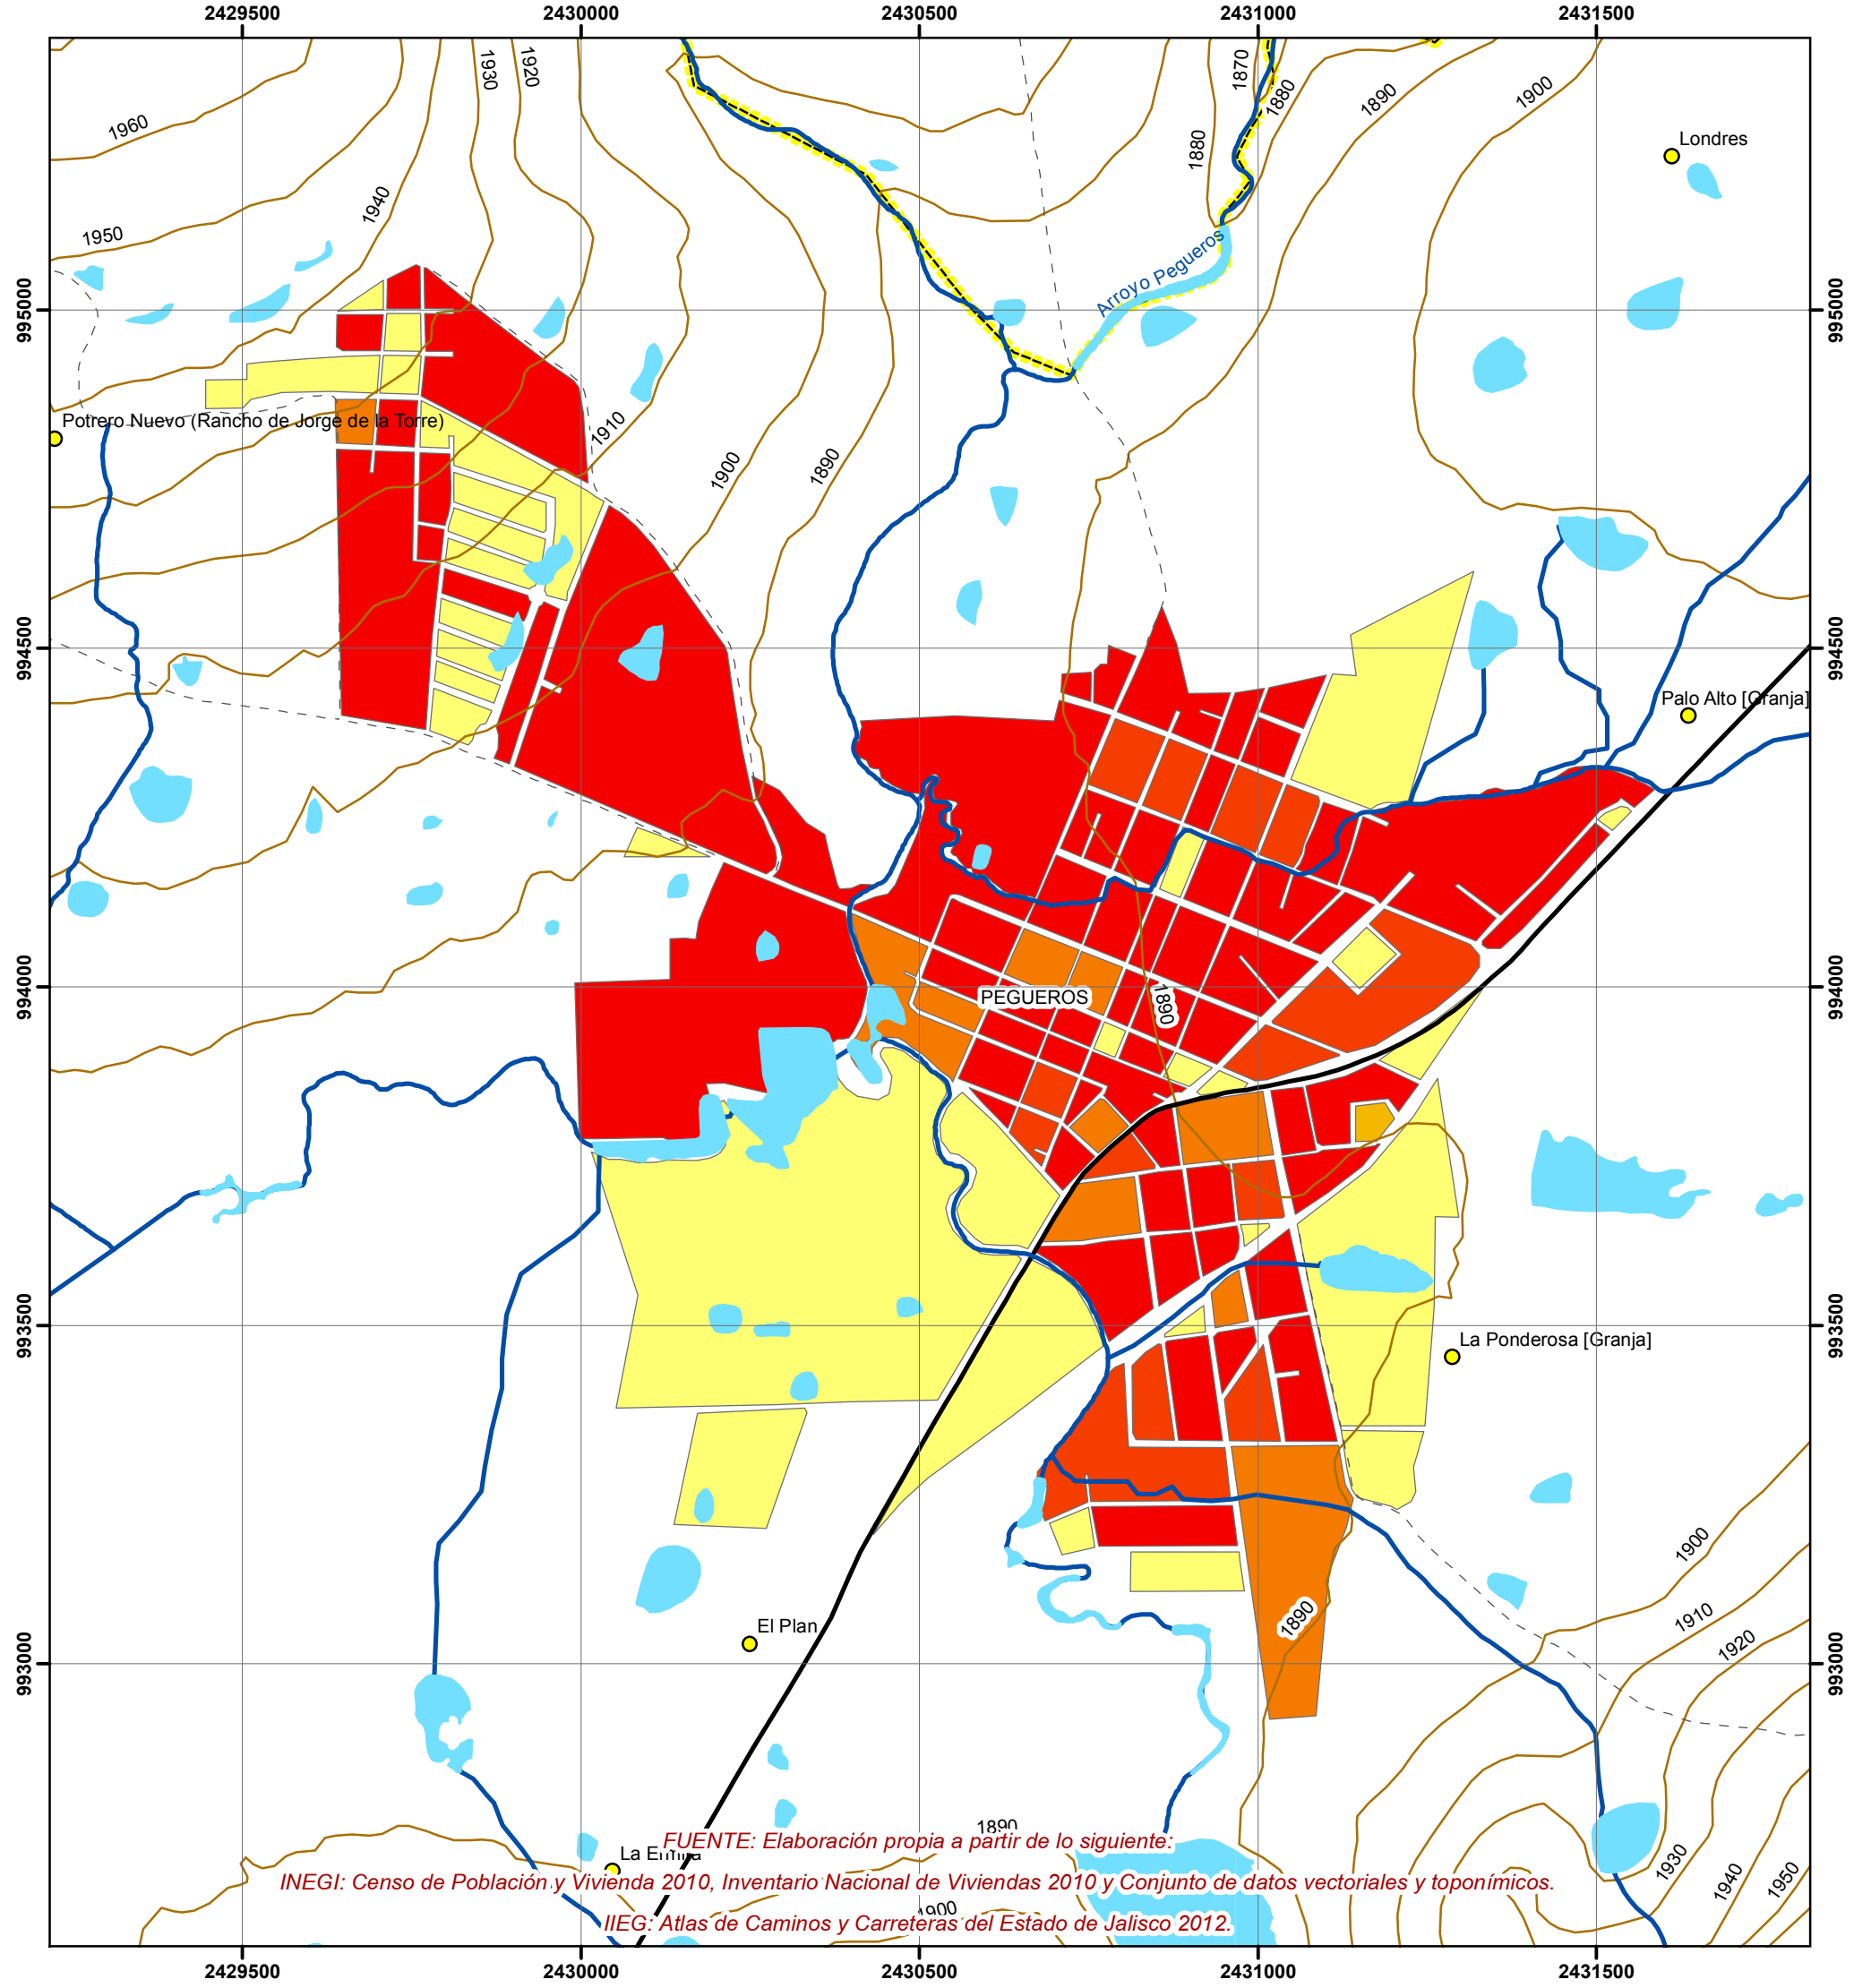 2429500 2430000 2430500 2431000 2431500
1930
1920
1870
1880
1890
1900
1960
Londres
1880
1940
1950
Arroyo Pegueros
995000
995000
Potrero Nuevo (Rancho de Jorge de la Torre)
1910
1900
1890
994500
994500
Palo Alto [Granja]
994000
994000
PEGUEROS
1890
993500
993500
La Ponderosa [Granja]
1900
1890
1910
El Plan
1920
993000
993000
1890
FUENTE: Elaboración propia a partir de lo siguiente:
La Ermita
1930
1940
1950
INEGI: Censo de Población y Vivienda 2010, Inventario Nacional de Viviendas 2010 y Conjunto de datos vectoriales y toponímicos.
1900
IIEG: Atlas de Caminos y Carreteras del Estado de Jalisco 2012.
2429500 2430000 2430500 2431000 2431500